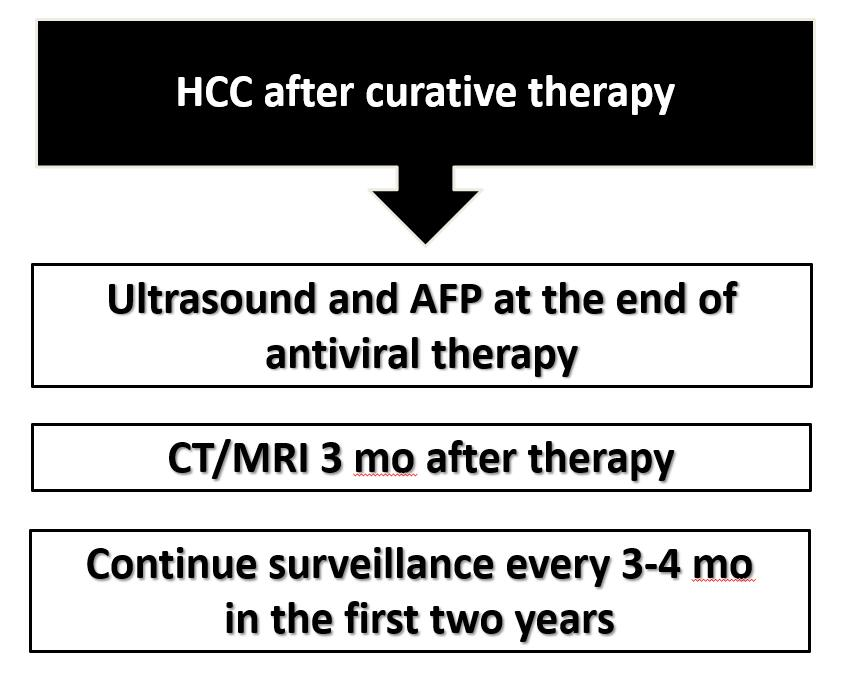 HCC after curative therapy
Ultrasound and AFP at the end of
antiviral therapy
CT/MRI 3 mo after therapy
Continue surveillance every 3-4 mo
in the first two years